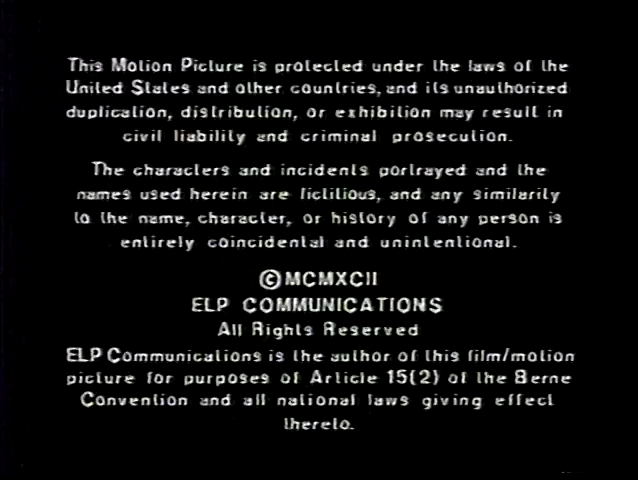 This Motion Picture is protected under the laws of the
United States and other countries, and its unauthorized
duplication, distribution, or exhibition may result in
civil liability and criminal prosecution.
The characters and incidents portrayed and the
names used herein are fictitious, and any similarity
to the name, character, or history of any person is
entirely coincidental and unintentional.
©MCMXCII
ELP COMMUNICATIONS
All Rights Reserved
ELP Communications is the author of this film/motion
picture for purposes of Article 15(2) of the Berne
Convention and all national laws giving effect
thereto.